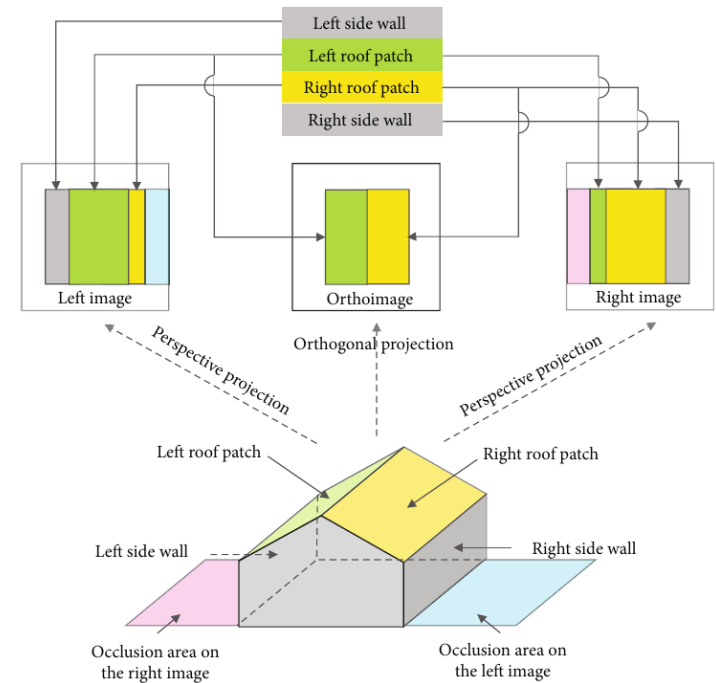 Left side wall
Left roof patch
Right roof patch
Right side wall
Left image
Orthoimage
Right image
Perspective projection
Orthogonal projection
Perspective projection
Left roof patch
Right roof patch
Left side wall
Right side wall
Occlusion area on
the right image
Occlusion area on
the left image